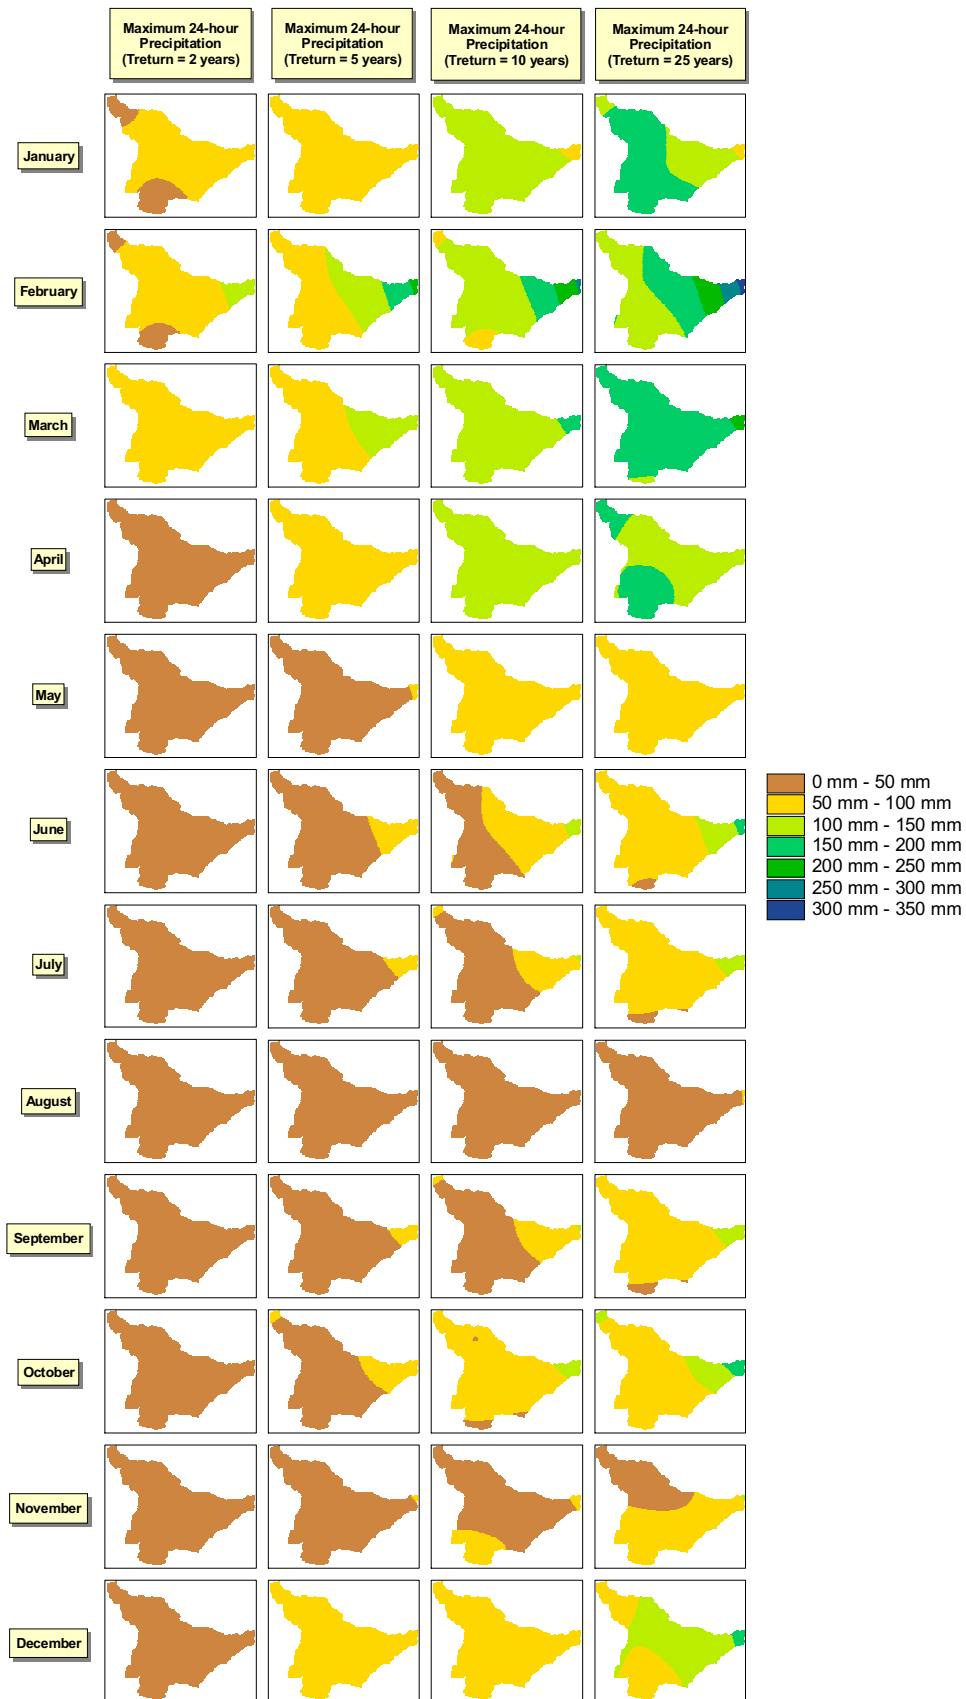 Maximum 24-hour
Precipitation
(Treturn = 2 years)
Maximum 24-hour
Precipitation
(Treturn = 5 years)
Maximum 24-hour
Precipitation
(Treturn = 10 years)
Maximum 24-hour
Precipitation
(Treturn = 25 years)
January
February
March
April
May
June
July
August
September
October
November
December
0 mm - 50 mm
50 mm - 100 mm
100 mm - 150 mm
150 mm - 200 mm
200 mm - 250 mm
250 mm - 300 mm
300 mm - 350 mm